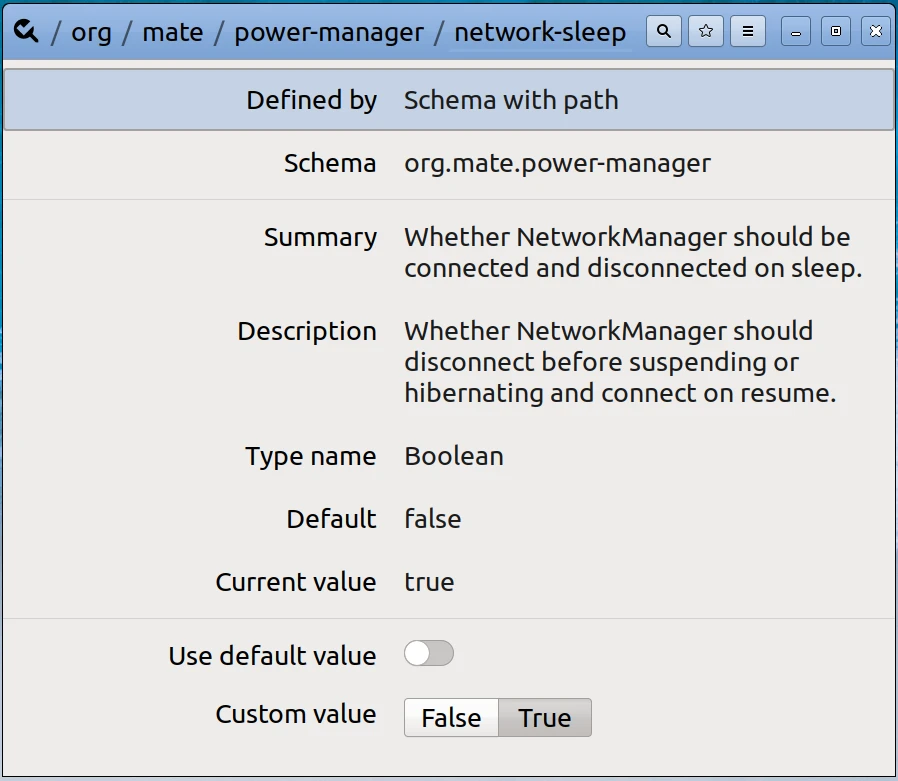 / org / mate / power-manager / network-sleep
Defined by Schema with path
Schema org.mate.power-manager
Summary Whether NetworkManager should be
connected and disconnected on sleep.
Description Whether NetworkManager should
disconnect before suspending or
hibernating and connect on resume.
Type name Boolean
Default false
Current value true
Use default value
Custom value False True